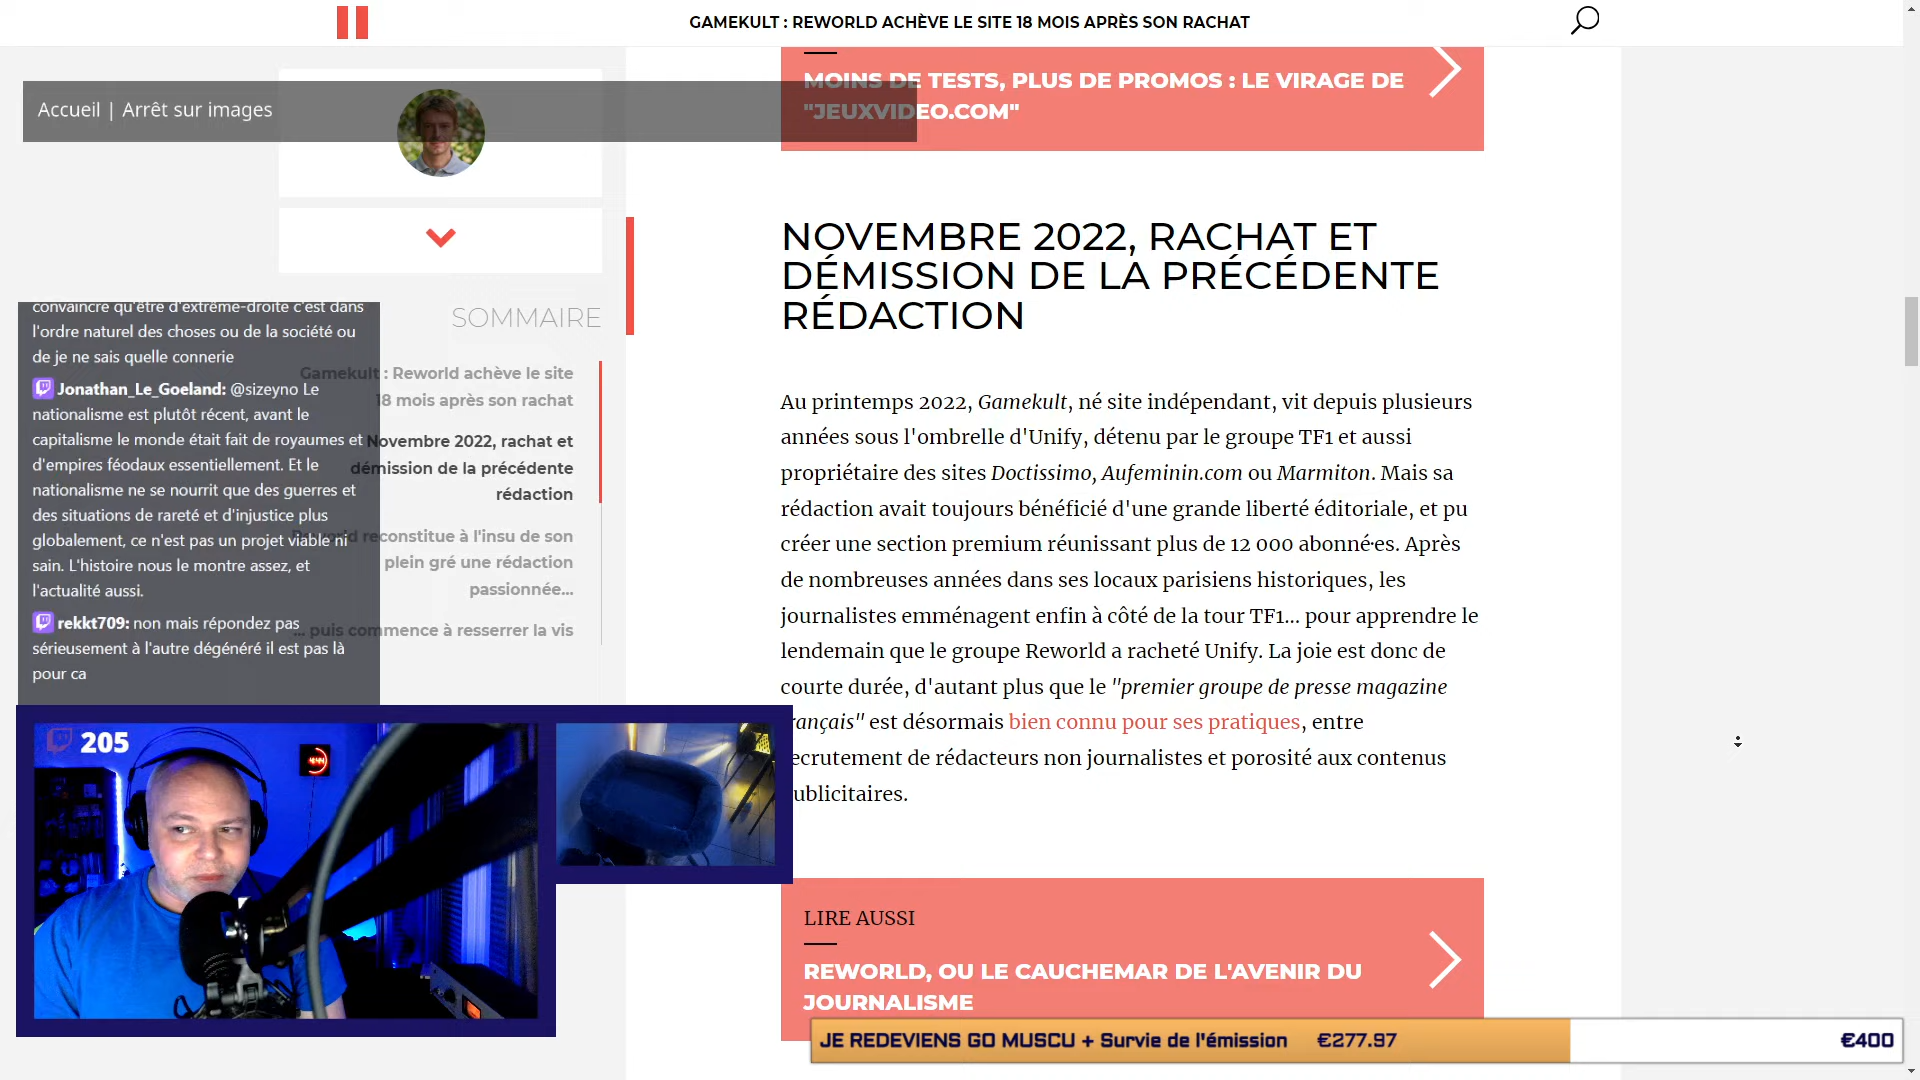 GAMEKULT : REWORLD ACHÈVE LE SITE 18 MOIS APRÈS SON RACHAT
Accueil | Arrêt sur images
MOINS DE TESTS, PLUS DE PROMOS : LE VIRAGE DE
"JEUXVIDEO.COM"
SOMMAIRE
Gamekult : Reworld achève le site
18 mois après son rachat
Novembre 2022, rachat et
démission de la précédente
rédaction
reconstitue à l'insu de son
plein gré une rédaction
passionnée...
... puis commence à resserrer la vis
convaincre qu'être d'extrême-droite c'est dans
l'ordre naturel des choses ou de la société ou
de je ne sais quelle connerie
Jonathan_Le_Goeland: @sizeyno Le
nationalisme est plutôt récent, avant le
capitalisme le monde était fait de royaumes et
d'empires féodaux essentiellement. Et le
nationalisme ne se nourrit que des guerres et
des situations de rareté et d'injustice plus
globalement, ce n'est pas un projet viable ni
sain. L'histoire nous le montre assez, et
l'actualité aussi.
rekkt709: non mais répondez pas
sérieusement à l'autre dégénéré il est pas là
pour ca
205
NOVEMBRE 2022, RACHAT ET
DÉMISSION DE LA PRÉCÉDENTE
RÉDACTION
Au printemps 2022, Gamekult, né site indépendant, vit depuis plusieurs
années sous l'ombrelle d'Unify, détenu par le groupe TF1 et aussi
propriétaire des sites Doctissimo, Aufeminin.com ou Marmiton. Mais sa
rédaction avait toujours bénéficié d'une grande liberté éditoriale, et pu
créer une section premium réunissant plus de 12 000 abonné·es. Après
de nombreuses années dans ses locaux parisiens historiques, les
journalistes emménagent enfin à côté de la tour TF1... pour apprendre le
lendemain que le groupe Reworld a racheté Unify. La joie est donc de
courte durée, d'autant plus que le "premier groupe de presse magazine
rançais" est désormais bien connu pour ses pratiques, entre
ecrutement de rédacteurs non journalistes et porosité aux contenus
ublicitaires.
LIRE AUSSI
REWORLD, OU LE CAUCHEMAR DE L'AVENIR DU
JOURNALISME
JE REDEVIENS GO MUSCU + Survie de l'émission €277.97 €400